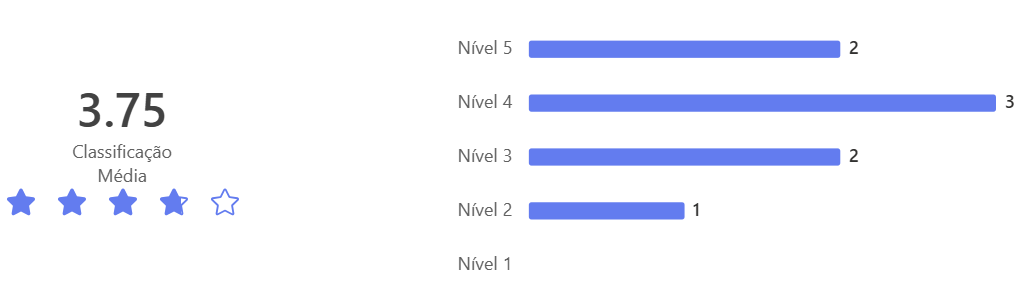 3.75
Classificação
Média
Nível 5 2
Nível 4 3
Nível 3 2
Nível 2 1
Nível 1